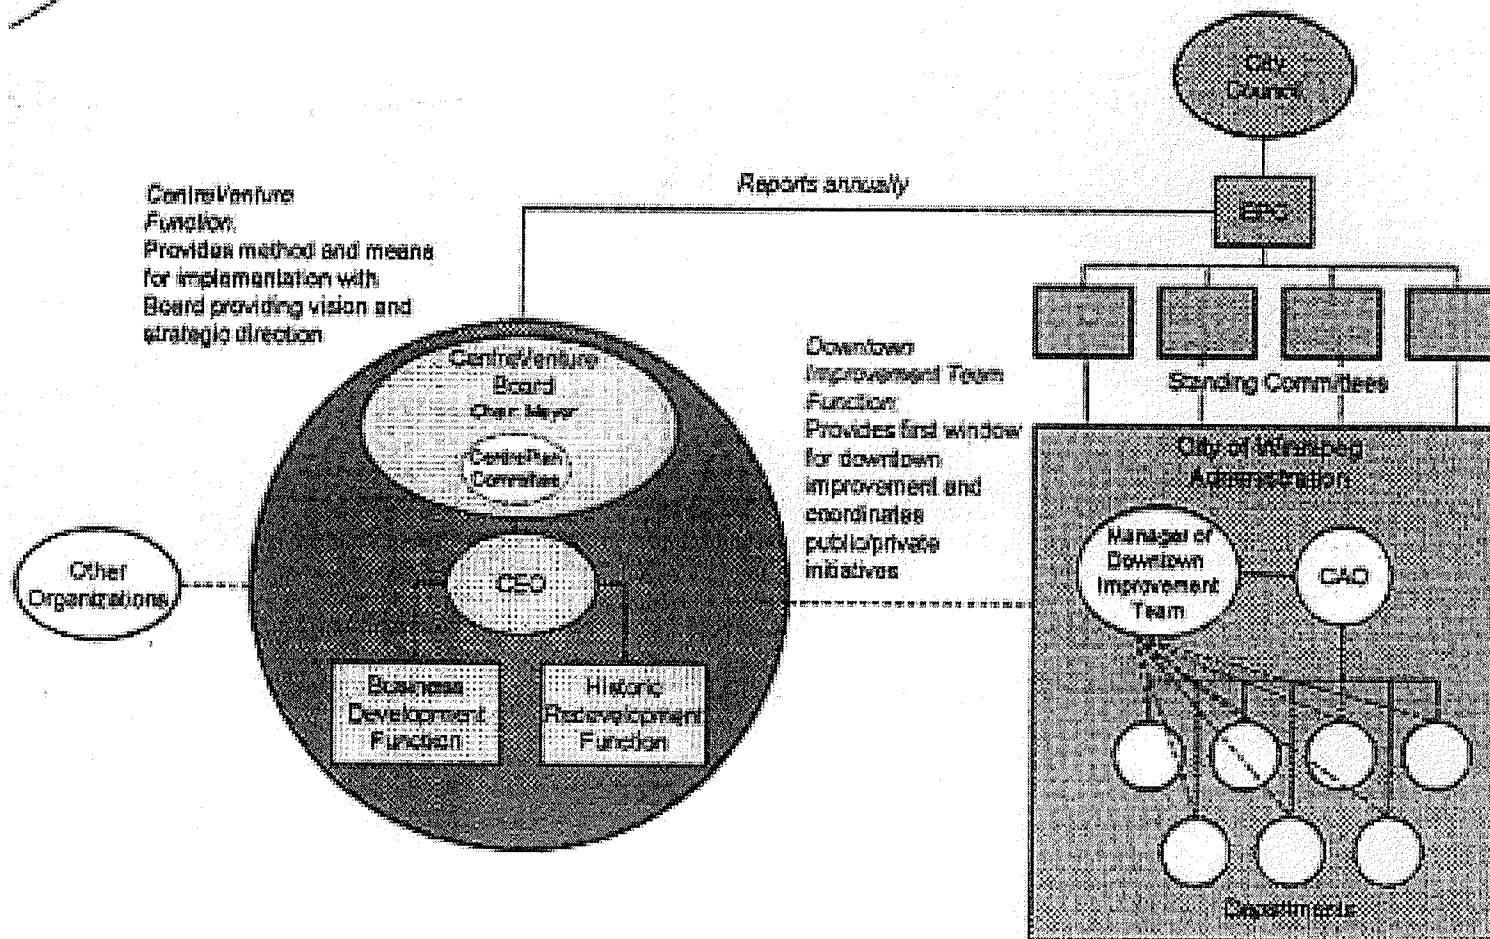 City
Council
EPC
Reports annually
CentreVenture
Function:
Provides method and means
for implementation with
Board providing vision and
strategic direction
CentreVenture
Board
Chair: Mayor
CentrePlan
Committee
CEO
Business
Development
Function
Historic
Redevelopment
Function
Other
Organizations
Downtown
Improvement Team
Function:
Provides first window
for downtown
improvement and
coordinates
public/private
initiatives
Standing Committees
City of Winnipeg
Administration
Manager of
Downtown
Improvement
Team
CAO
Departments